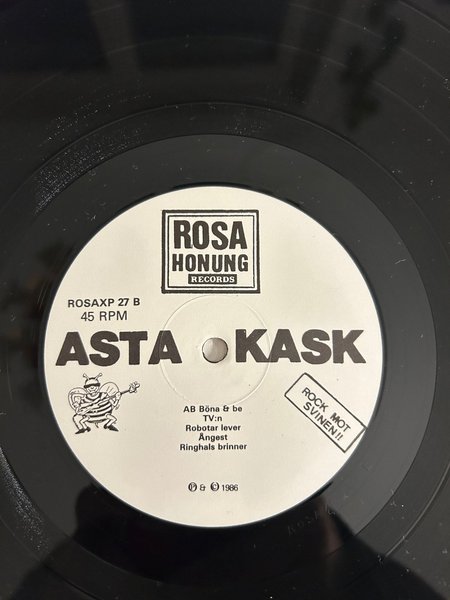 ROSA
HONUNG
RECORDS
ROSAXP 27 B
45 RPM
ASTA KASK
ROCK MOT
SVINEN!!
AB Böna & be
TV:n
Robotar lever
Ångest
Ringhals brinner
℗ & © 1986